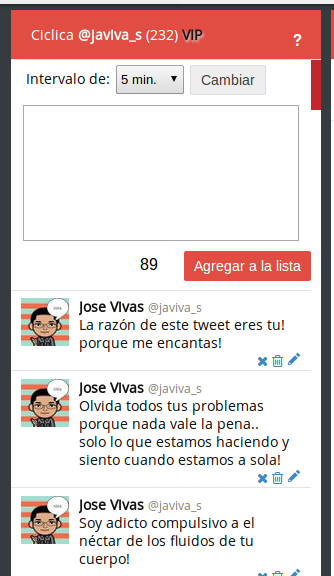 Ciclica @javiva_s (232) VIP
?
Intervalo de: 5 min. Cambiar
89 Agregar a la lista
Jose VIvas @javiva_s
La razón de este tweet eres tu!
porque me encantas!
Jose VIvas @javiva_s
Olvida todos tus problemas
porque nada vale la pena..
solo lo que estamos haciendo y
siento cuando estamos a sola!
Jose VIvas @javiva_s
Soy adicto compulsivo a el
néctar de los fluidos de tu
cuerpo!